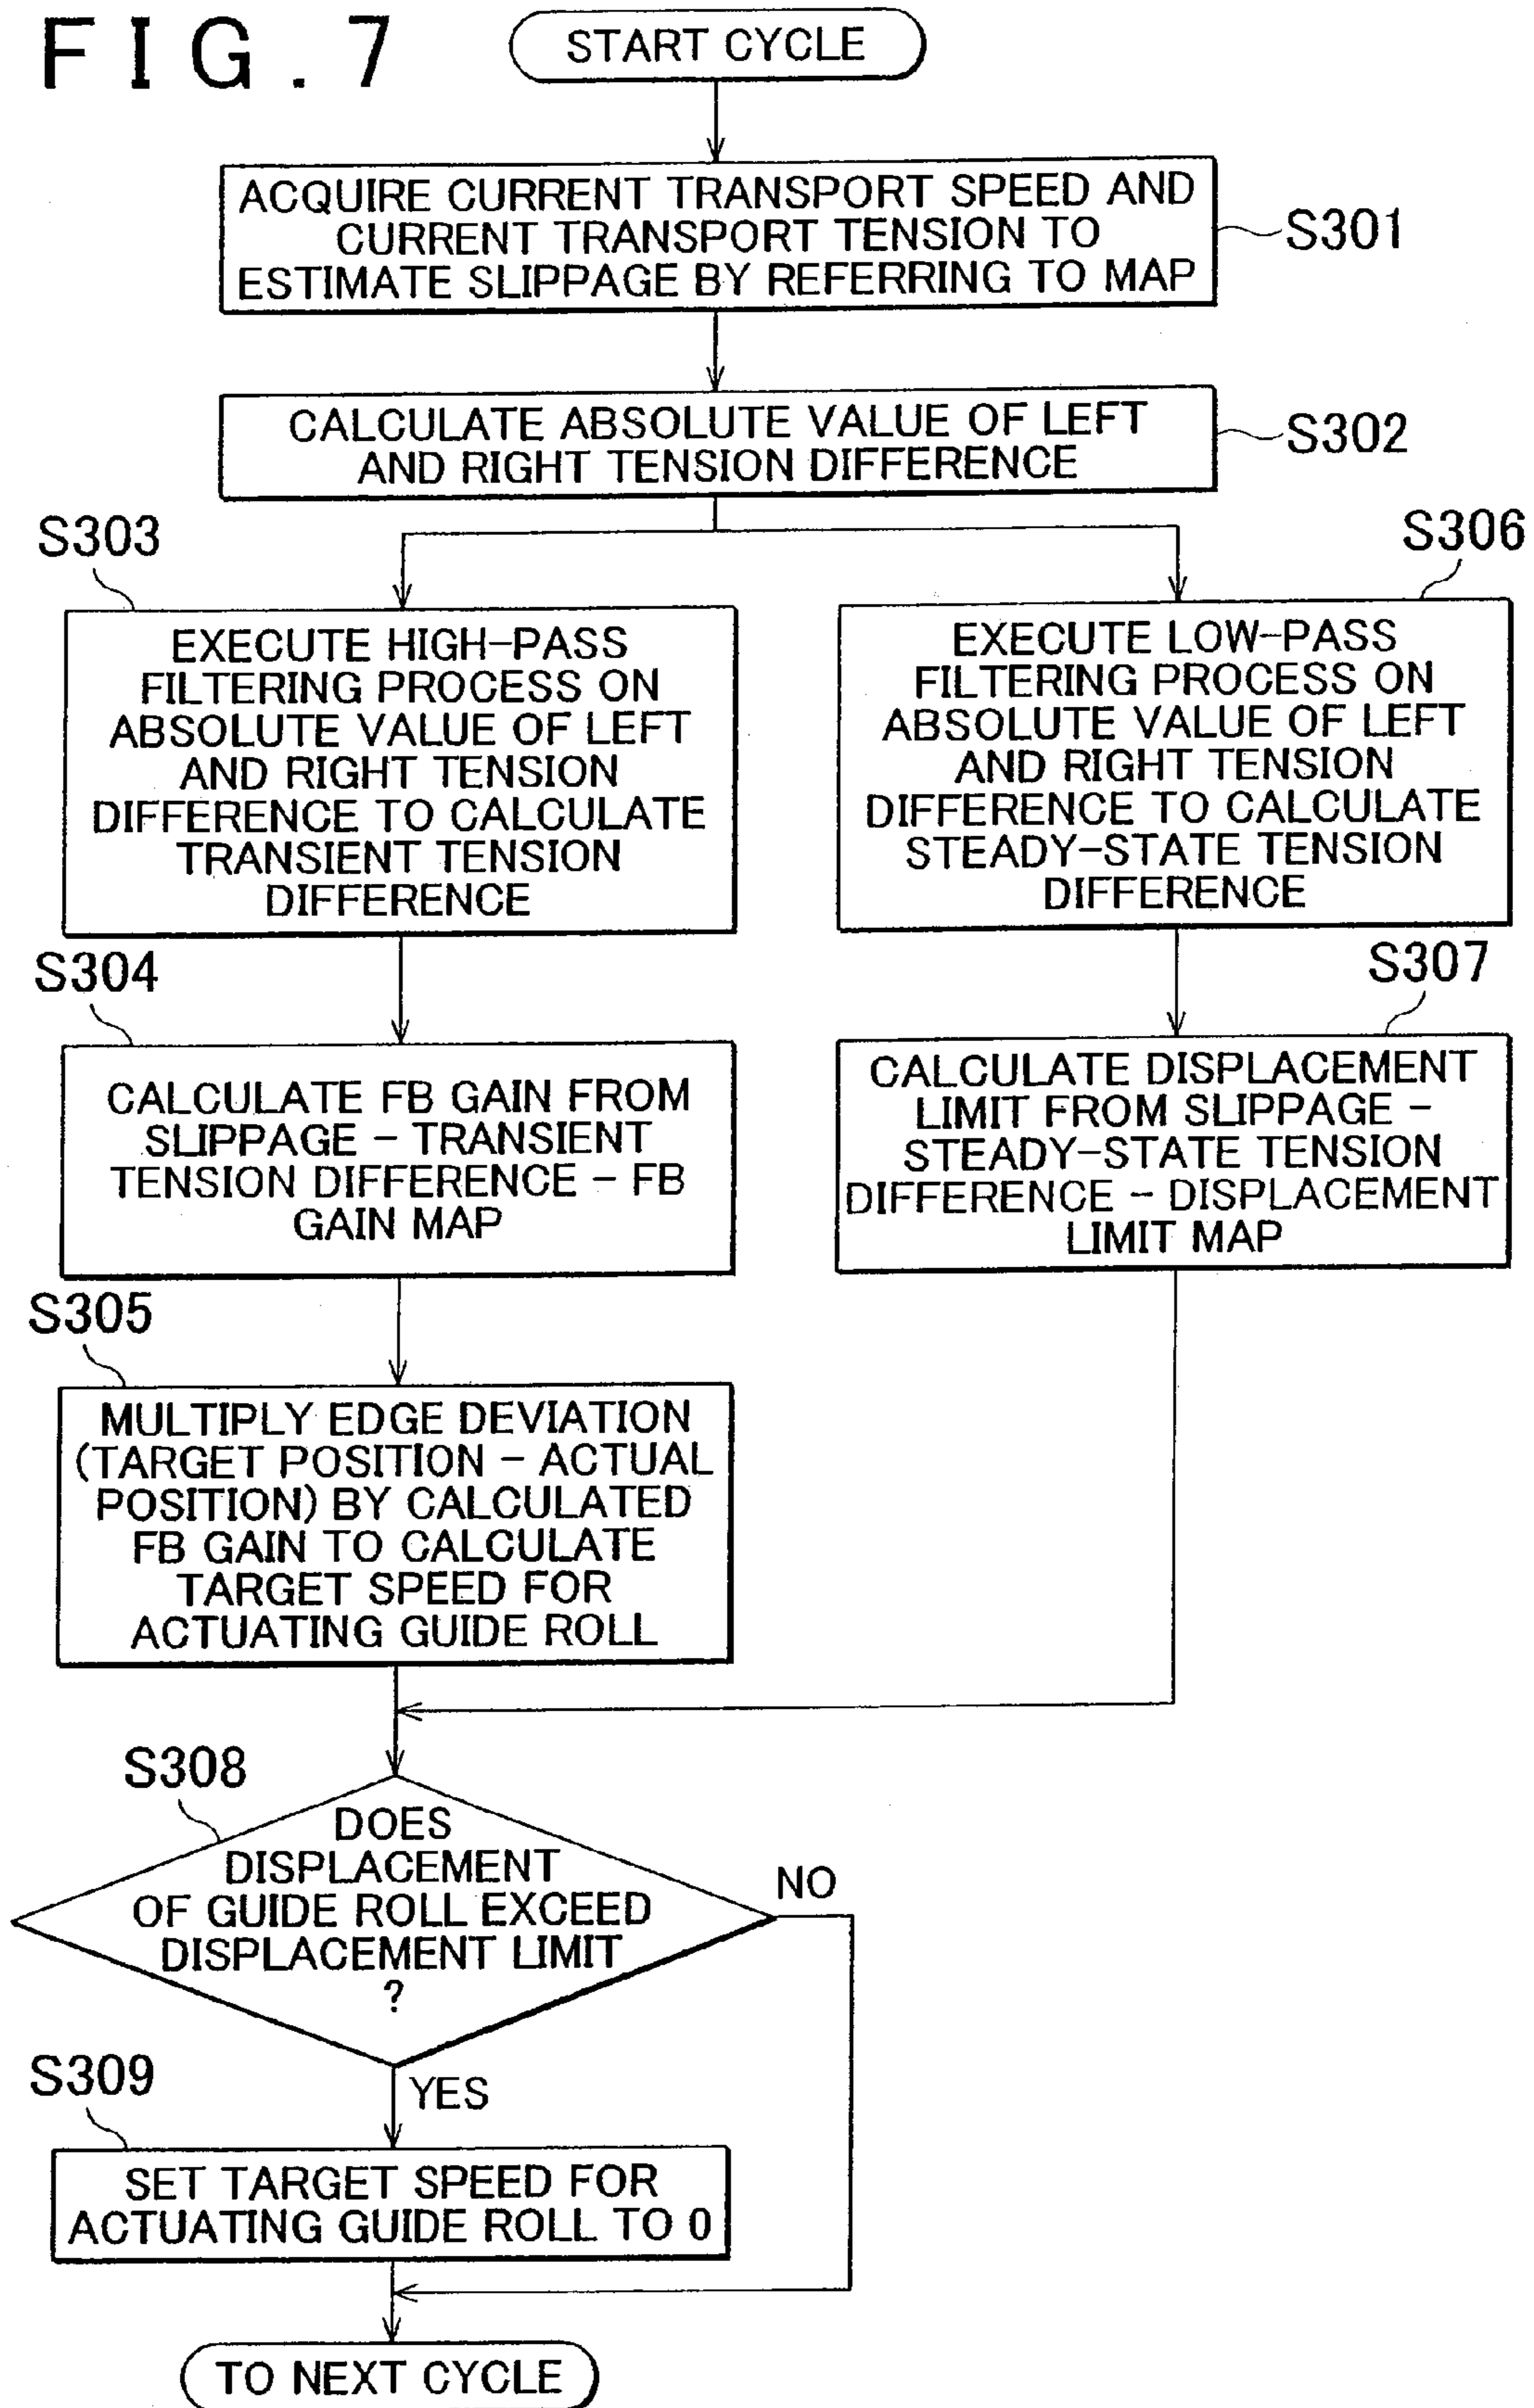 FIG. 7
START CYCLE
ACQUIRE CURRENT TRANSPORT SPEED AND
CURRENT TRANSPORT TENSION TO
ESTIMATE SLIPPAGE BY REFERRING TO MAP
S301
CALCULATE ABSOLUTE VALUE OF LEFT
AND RIGHT TENSION DIFFERENCE
S302
S303
EXECUTE HIGH-PASS
FILTERING PROCESS ON
ABSOLUTE VALUE OF LEFT
AND RIGHT TENSION
DIFFERENCE TO CALCULATE
TRANSIENT TENSION
DIFFERENCE
S306
EXECUTE LOW-PASS
FILTERING PROCESS ON
ABSOLUTE VALUE OF LEFT
AND RIGHT TENSION
DIFFERENCE TO CALCULATE
STEADY-STATE TENSION
DIFFERENCE
S304
CALCULATE FB GAIN FROM
SLIPPAGE - TRANSIENT
TENSION DIFFERENCE - FB
GAIN MAP
S307
CALCULATE DISPLACEMENT
LIMIT FROM SLIPPAGE -
STEADY-STATE TENSION
DIFFERENCE - DISPLACEMENT
LIMIT MAP
S305
MULTIPLY EDGE DEVIATION
(TARGET POSITION - ACTUAL
POSITION) BY CALCULATED
FB GAIN TO CALCULATE
TARGET SPEED FOR
ACTUATING GUIDE ROLL
S308
DOES
DISPLACEMENT
OF GUIDE ROLL EXCEED
DISPLACEMENT LIMIT
?
NO
YES
S309
SET TARGET SPEED FOR
ACTUATING GUIDE ROLL TO 0
TO NEXT CYCLE